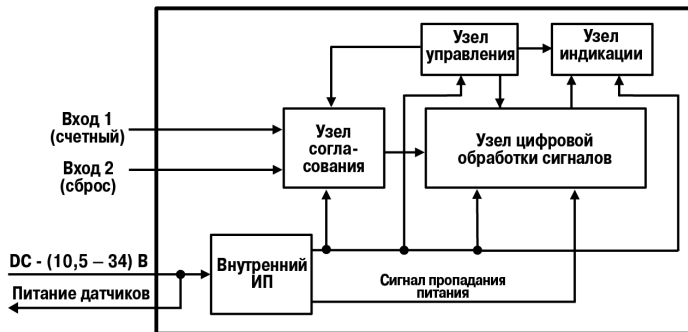 Узел
управления
Узел
индикации
Вход 1
(счетный)
Вход 2
(сброс)
Узел
согла-
сования
Узел цифровой
обработки сигналов
DC - (10,5 – 34) В
Питание датчиков
Внутренний
ИП
Сигнал пропадания
питания